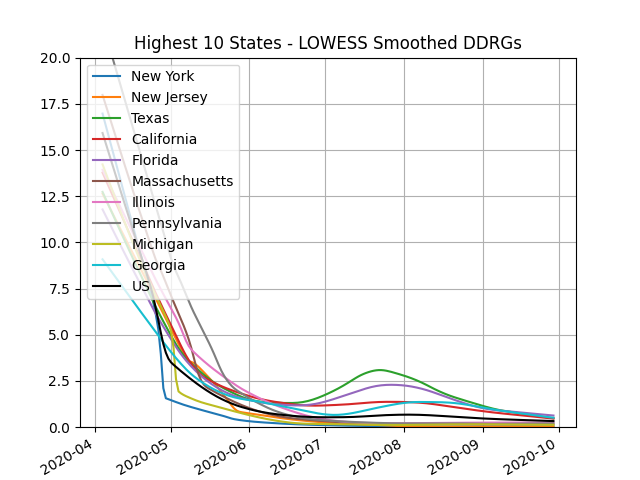 Highest 10 States - LOWESS Smoothed DDRGs
20.0
17.5
15.0
12.5
10.0
7.5
5.0
2.5
0.0
New York
New Jersey
Texas
California
Florida
Massachusetts
Illinois
Pennsylvania
Michigan
Georgia
US
2020-04
2020-05
2020-06
2020-07
2020-08
2020-09
2020-10